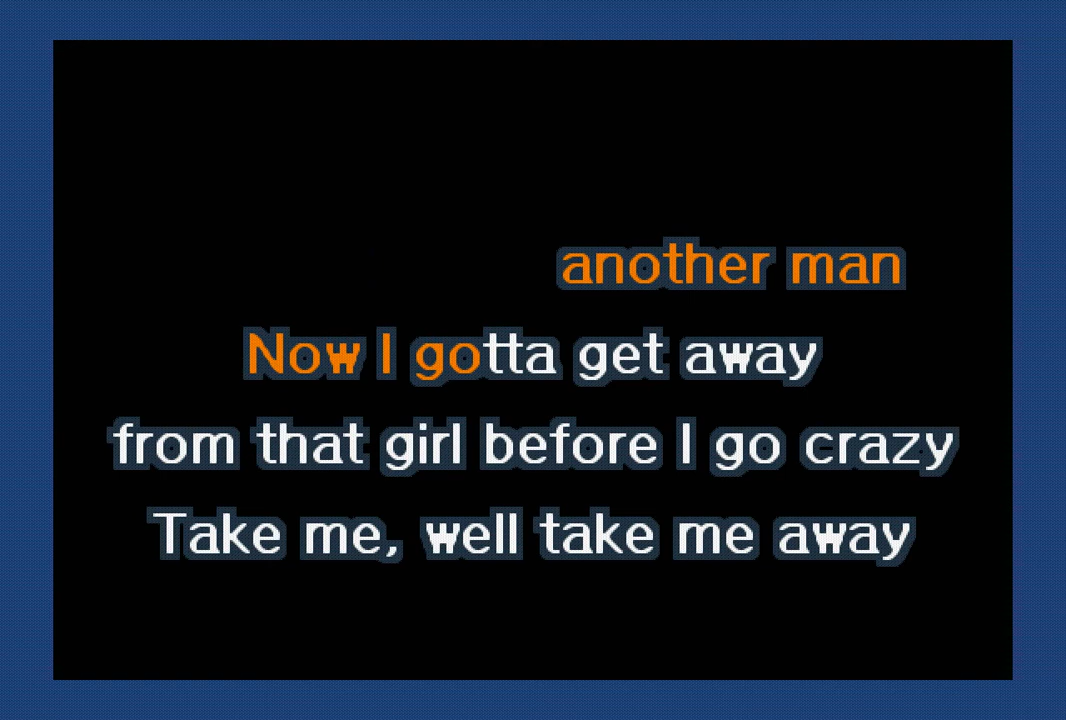 another man
Now I gotta get away
from that girl before I go crazy
Take me, well take me away